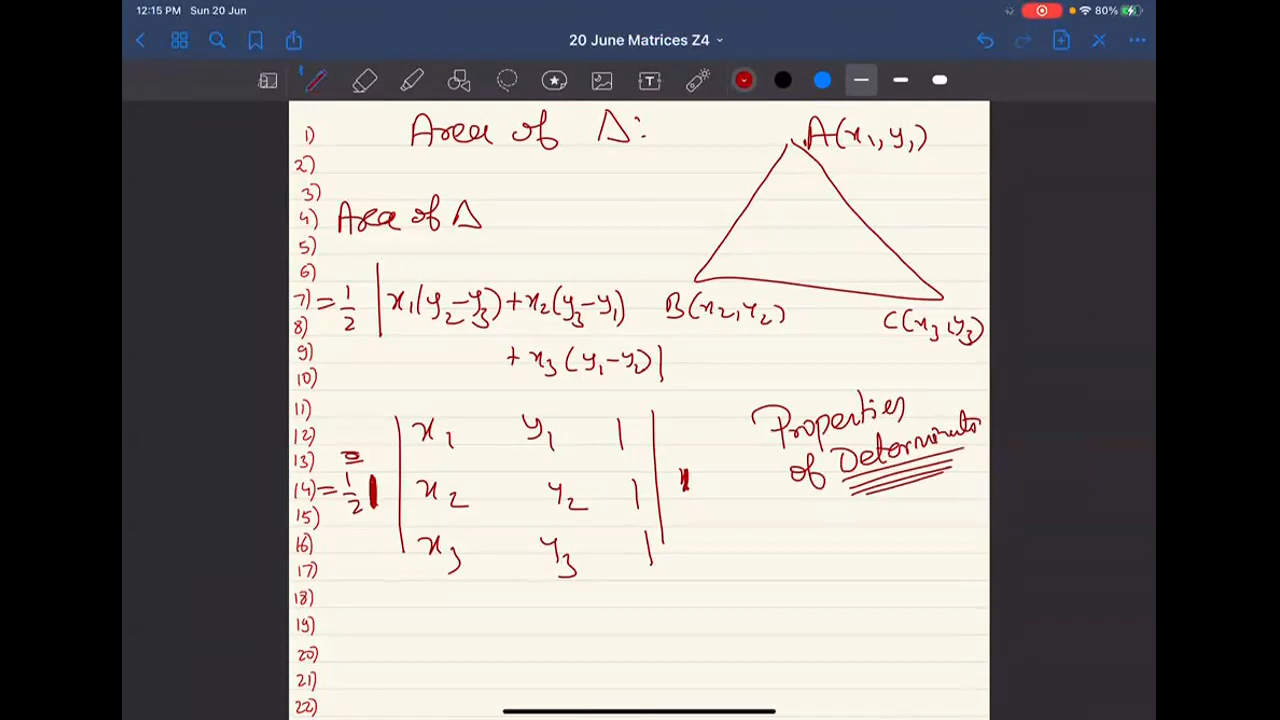 12:15 PM Sun 20 Jun
80%
20 June Matrices Z4
T
1) Area of Δ: A(x₁, y₁)
2)
3)
4) Area of Δ
5)
6)
7) = 1/2 | x₁(y₂-y₃)+x₂(y₃-y₁) B(x₂, y₂) C(x₃, y₃)
8)
9) + x₃(y₁-y₂)|
10)
11) Properties
12) | x₁ y₁ 1 |
13) = of Determinants
14) = 1/2 | | x₂ y₂ 1 | |
15)
16) | x₃ y₃ 1 |
17)
18)
19)
20)
21)
22)